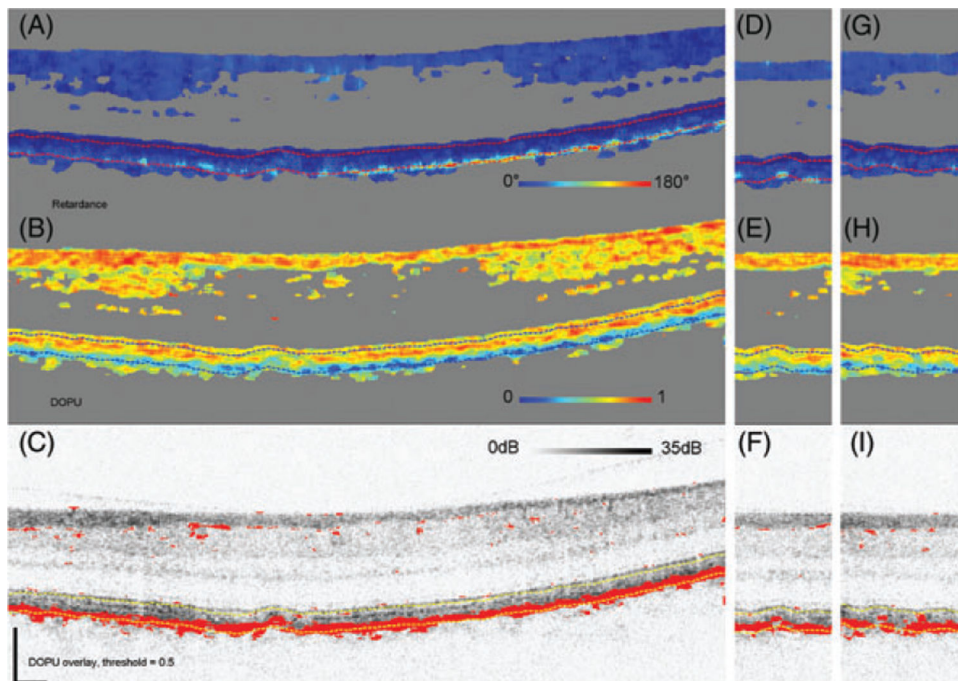 (A) (D) (G)
0° 180°
Retardance
(B) (E) (H)
0 1
DOPU
(C) 0dB 35dB (F) (I)
DOPU overlay, threshold = 0.5